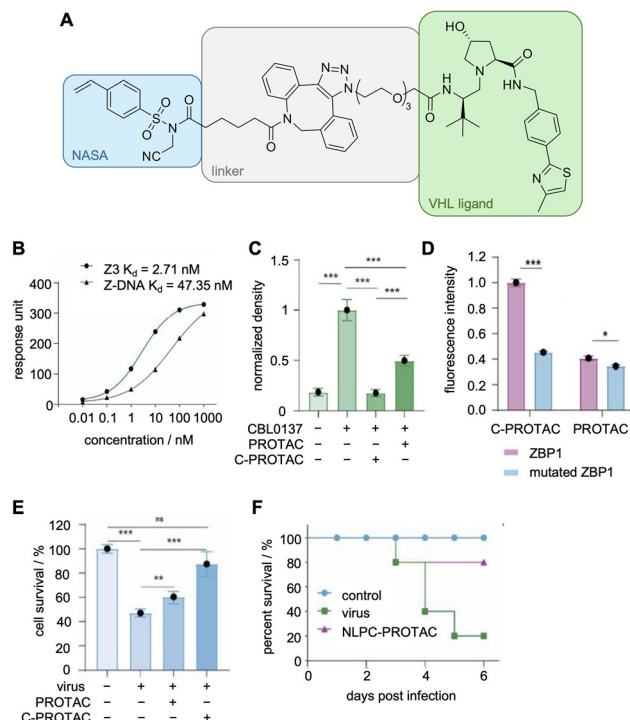 A
HO
N
O
HN
S
N
N
N
N
N
O
3
O
H
N
O
O
O
S
N
O
O
N
NC
NASA
linker
VHL ligand
B
Z3 Kd = 2.71 nM
Z-DNA Kd = 47.35 nM
response unit
400
300
200
100
0
0.01 0.1 1 10 100 1000
concentration / nM
C
normalized density
1.5
1
0.5
0
***
*** *** ***
CBL0137 – + + +
PROTAC – – – +
C-PROTAC – – + –
D
fluorescence intensity
1.2
1.0
0.8
0.6
0.4
0.2
0.0
***
*
C-PROTAC PROTAC
ZBP1
mutated ZBP1
E
cell survival / %
120
100
80
60
40
20
0
ns
*** ***
**
virus – + + +
PROTAC – – + –
C-PROTAC – – – +
F
percent survival / %
100
80
60
40
20
0
control
virus
NLPC-PROTAC
0 2 4 6
days post infection